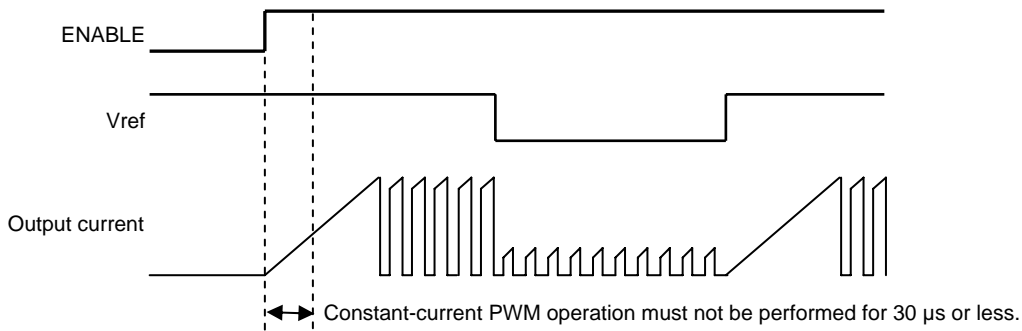 ENABLE
Vref
Output current
Constant-current PWM operation must not be performed for 30 μs or less.